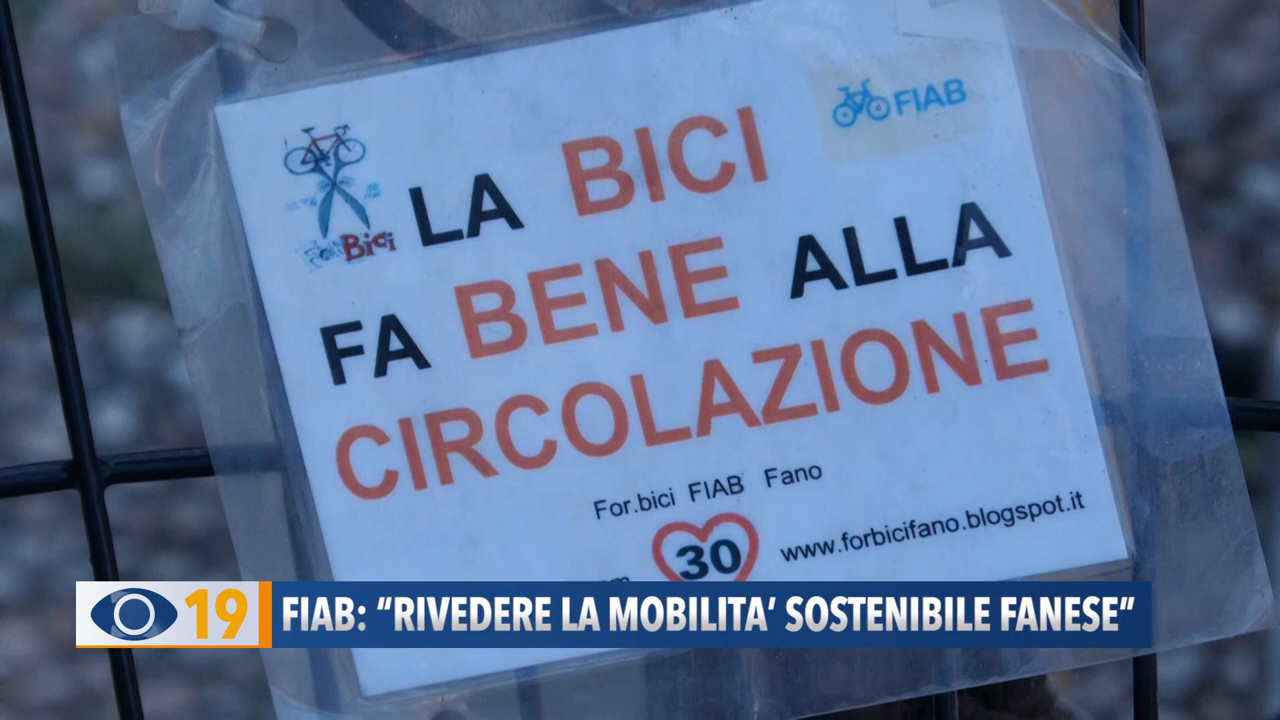 FIAB
LA BICI
ForBici
FA BENE ALLA
CIRCOLAZIONE
For.bici FIAB Fano
30
www.forbicifano.blogspot.it
19
FIAB: “RIVEDERE LA MOBILITA’ SOSTENIBILE FANESE”